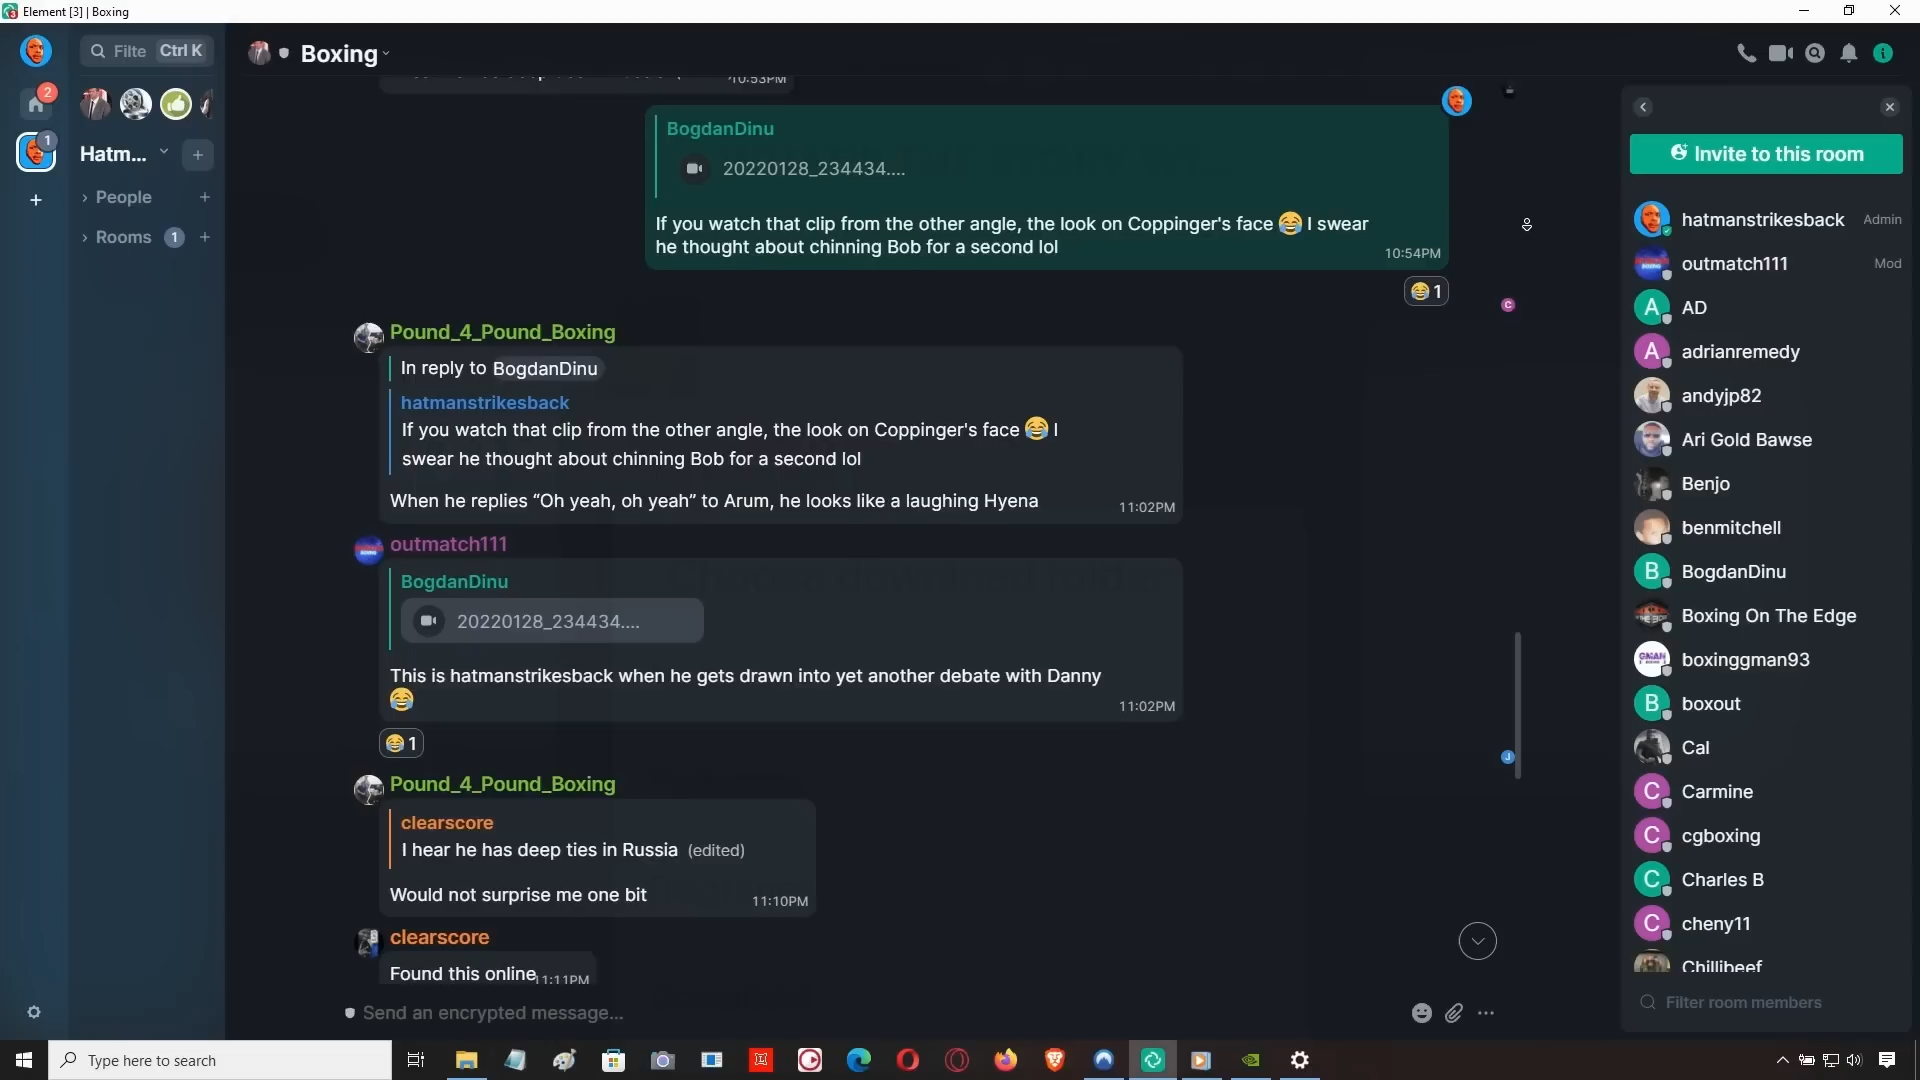 Element [3] | Boxing
Filte Ctrl K
Boxing
2
1
Hatm...
People
Rooms 1
10:53PM
BogdanDinu
20220128_234434....
If you watch that clip from the other angle, the look on Coppinger's face 😂 I swear
he thought about chinning Bob for a second lol
10:54PM
😂 1
C
Pound_4_Pound_Boxing
In reply to BogdanDinu
hatmanstrikesback
If you watch that clip from the other angle, the look on Coppinger's face 😂 I
swear he thought about chinning Bob for a second lol
When he replies “Oh yeah, oh yeah” to Arum, he looks like a laughing Hyena
11:02PM
outmatch111
BogdanDinu
20220128_234434....
This is hatmanstrikesback when he gets drawn into yet another debate with Danny
😂
11:02PM
😂 1
J
Pound_4_Pound_Boxing
clearscore
I hear he has deep ties in Russia (edited)
Would not surprise me one bit
11:10PM
clearscore
Found this online
11:11PM
Send an encrypted message...
Invite to this room
hatmanstrikesback Admin
outmatch111 Mod
A AD
A adrianremedy
andyjp82
Ari Gold Bawse
Benjo
benmitchell
B BogdanDinu
Boxing On The Edge
GMAN boxinggman93
B boxout
Cal
C Carmine
C cgboxing
C Charles B
C cheny11
Chillibeef
Filter room members
Type here to search